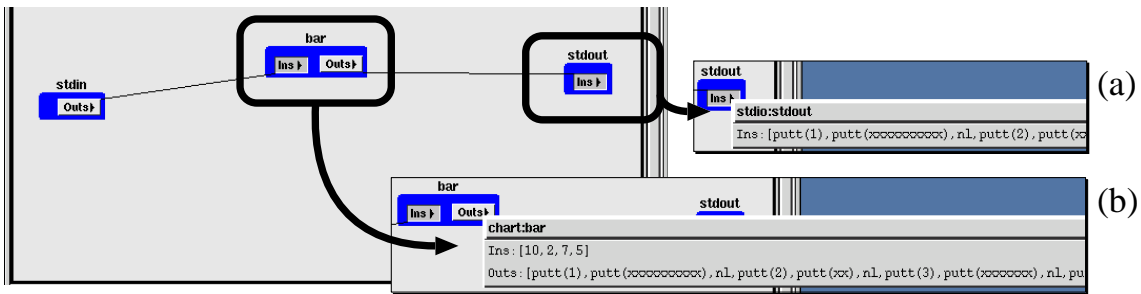 bar
Ins Outs
stdin
Outs
stdout
Ins
stdout
Ins
stdio:stdout
Ins:[putt(1),putt(xxxxxxxxxx),nl,putt(2),putt(xx
(a)
bar
Ins Outs
stdout
chart:bar
Ins:[10,2,7,5]
Outs:[putt(1),putt(xxxxxxxxxx),nl,putt(2),putt(xx),nl,putt(3),putt(xxxxxxx),nl,pu
(b)